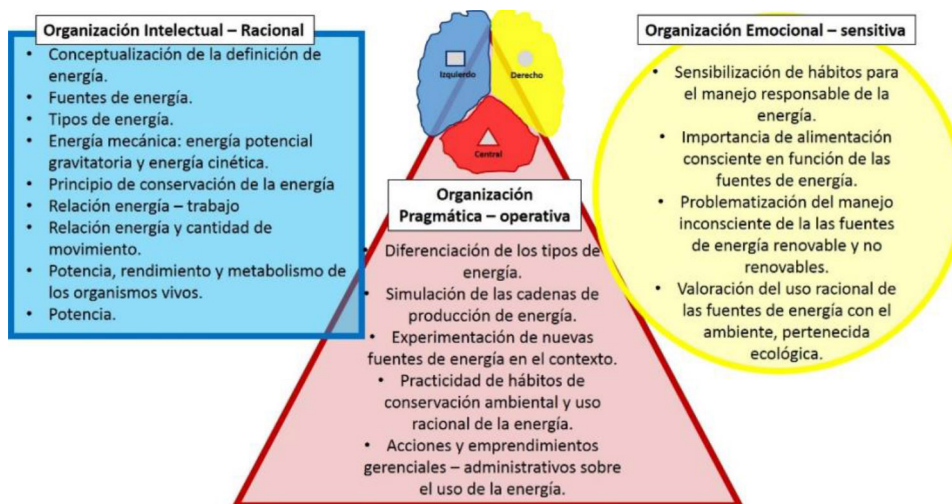 Organización Intelectual – Racional
• Conceptualización de la definición de
energía.
• Fuentes de energía.
• Tipos de energía.
• Energía mecánica: energía potencial
gravitatoria y energía cinética.
• Principio de conservación de la energía
• Relación energía – trabajo
• Relación energía y cantidad de
movimiento.
• Potencia, rendimiento y metabolismo de
los organismos vivos.
• Potencia.
Izquierdo
Derecho
Central
Organización
Pragmática – operativa
• Diferenciación de los tipos de
energía.
• Simulación de las cadenas de
producción de energía.
• Experimentación de nuevas
fuentes de energía en el contexto.
• Practicidad de hábitos de
conservación ambiental y uso
racional de la energía.
• Acciones y emprendimientos
gerenciales – administrativos sobre
el uso de la energía.
Organización Emocional – sensitiva
• Sensibilización de hábitos para
el manejo responsable de la
energía.
• Importancia de alimentación
consciente en función de las
fuentes de energía.
• Problematización del manejo
inconsciente de la las fuentes
de energía renovable y no
renovables.
• Valoración del uso racional de
las fuentes de energía con el
ambiente, pertenecida
ecológica.